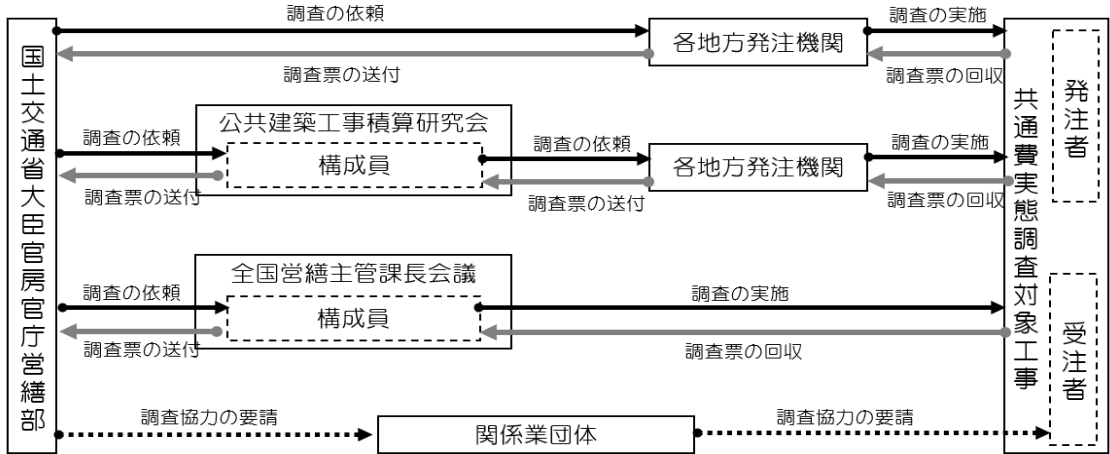 国土交通省大臣官房官庁営繕部
調査の依頼
調査票の送付
各地方発注機関
調査の実施
調査票の回収
公共建築工事積算研究会
構成員
調査の依頼
調査票の送付
調査の依頼
調査票の送付
各地方発注機関
調査の実施
調査票の回収
全国営繕主管課長会議
構成員
調査の依頼
調査票の送付
調査の実施
調査票の回収
調査協力の要請
関係業団体
調査協力の要請
共通費実態調査対象工事
発注者
受注者